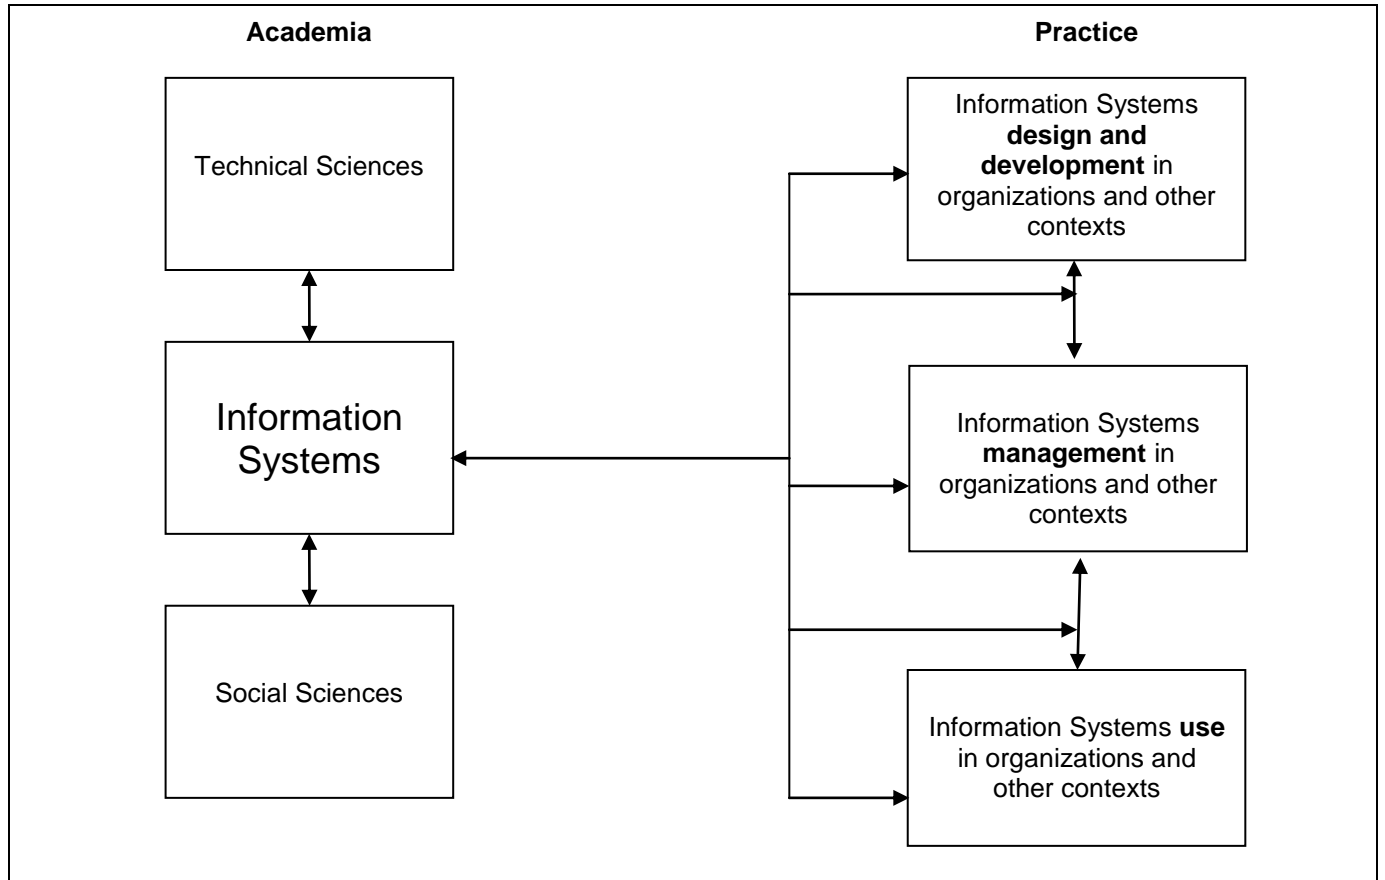 Academia
Practice
Technical Sciences
Information
Systems
Social Sciences
Information Systems
design and
development in
organizations and other
contexts
Information Systems
management in
organizations and other
contexts
Information Systems use
in organizations and
other contexts